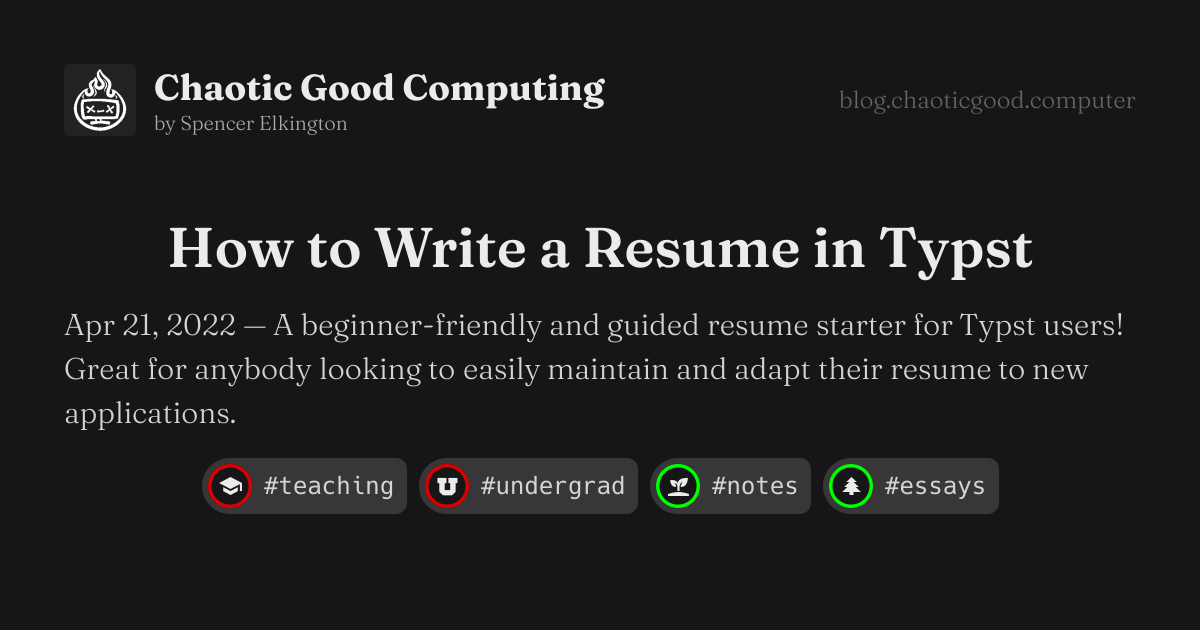 Chaotic Good Computing
by Spencer Elkington
blog.chaoticgood.computer
How to Write a Resume in Typst
Apr 21, 2022 — A beginner-friendly and guided resume starter for Typst users!
Great for anybody looking to easily maintain and adapt their resume to new
applications.
#teaching #undergrad #notes #essays